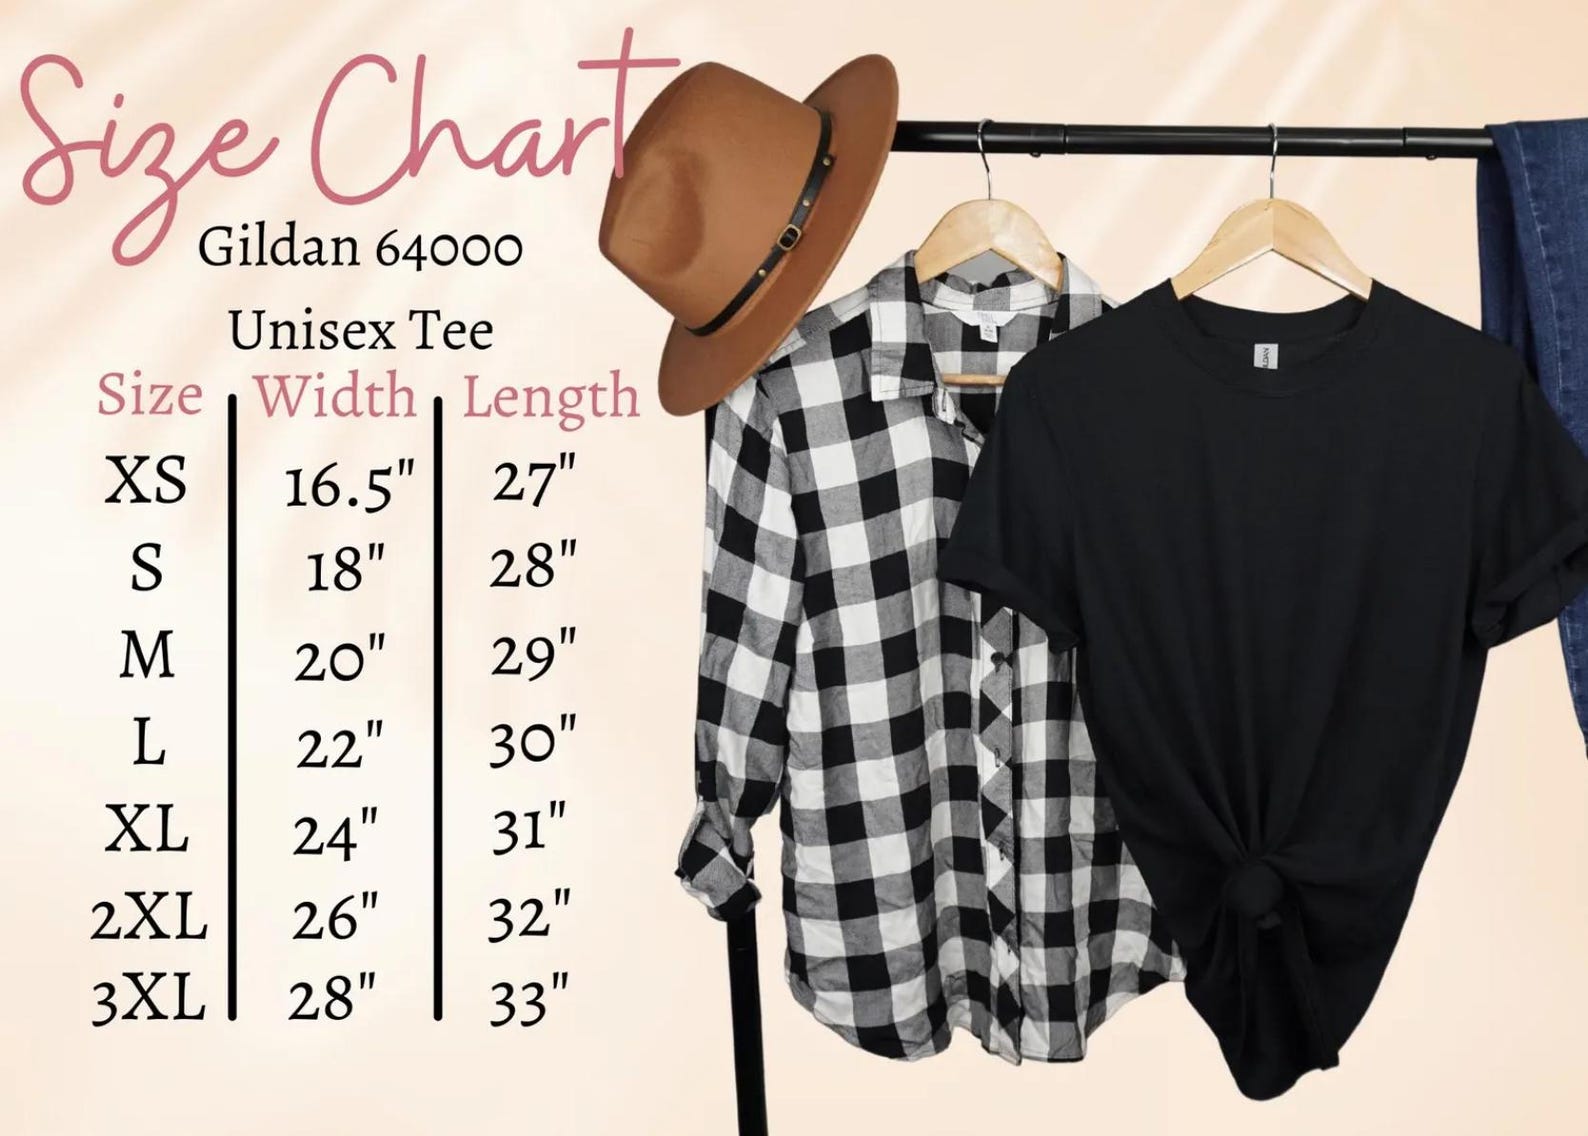 Size Chart
Gildan 64000
Unisex Tee
Size Width Length
XS 16.5" 27"
S 18" 28"
M 20" 29"
L 22" 30"
XL 24" 31"
2XL 26" 32"
3XL 28" 33"